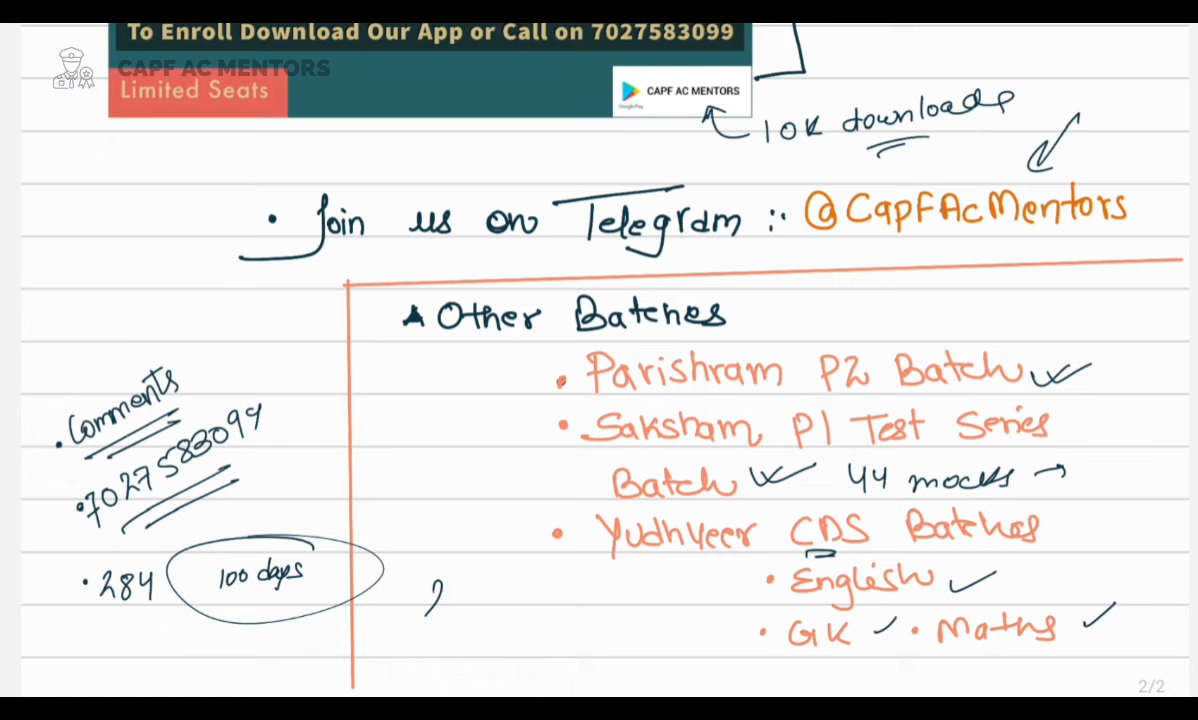 To Enroll Download Our App or Call on 7027583099
CAPF AC MENTORS
Limited Seats
CAPF AC MENTORS
Google Play
10K downloads
• Join us on Telegram :- @CapFAcMentors
Other Batches
• Parishram P2 Batch
• Saksham P1 Test Series
Batch 44 mocks →
• Yudhveer CDS Batches
• English ✓
• GK ✓ • Maths ✓
• Comments
• 7027583099
• 284 100 days
2/2